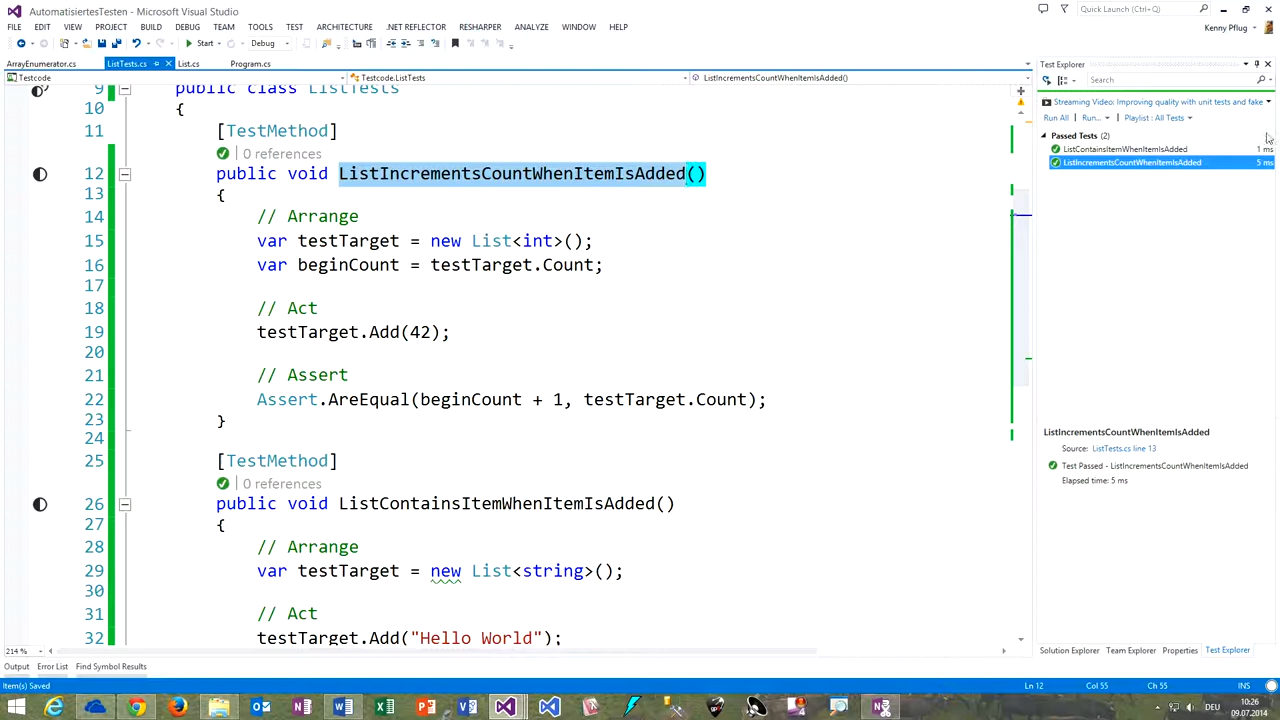 AutomatisiertesTesten - Microsoft Visual Studio
Quick Launch (Ctrl+Q)
FILE EDIT VIEW PROJECT BUILD DEBUG TEAM TOOLS TEST ARCHITECTURE .NET REFLECTOR RESHARPER ANALYZE WINDOW HELP
Kenny Pflug
Start Debug
ArrayEnumerator.cs ListTests.cs List.cs Program.cs
Testcode Testcode.ListTests ListIncrementsCountWhenItemIsAdded()
9 public class ListTests
10 {
11 [TestMethod]
0 references
12 public void ListIncrementsCountWhenItemIsAdded()
13 {
14 // Arrange
15 var testTarget = new List<int>();
16 var beginCount = testTarget.Count;
17
18 // Act
19 testTarget.Add(42);
20
21 // Assert
22 Assert.AreEqual(beginCount + 1, testTarget.Count);
23 }
24
25 [TestMethod]
0 references
26 public void ListContainsItemWhenItemIsAdded()
27 {
28 // Arrange
29 var testTarget = new List<string>();
30
31 // Act
32 testTarget.Add("Hello World");
214 %
Test Explorer
Search
Streaming Video: Improving quality with unit tests and fake
Run All Run... Playlist : All Tests
Passed Tests (2)
ListContainsItemWhenItemIsAdded 1 ms
ListIncrementsCountWhenItemIsAdded 5 ms
ListIncrementsCountWhenItemIsAdded
Source: ListTests.cs line 13
Test Passed - ListIncrementsCountWhenItemIsAdded
Elapsed time: 5 ms
Solution Explorer Team Explorer Properties Test Explorer
Output Error List Find Symbol Results
Item(s) Saved Ln 12 Col 55 Ch 55 INS
DE 10:26
09.07.2014